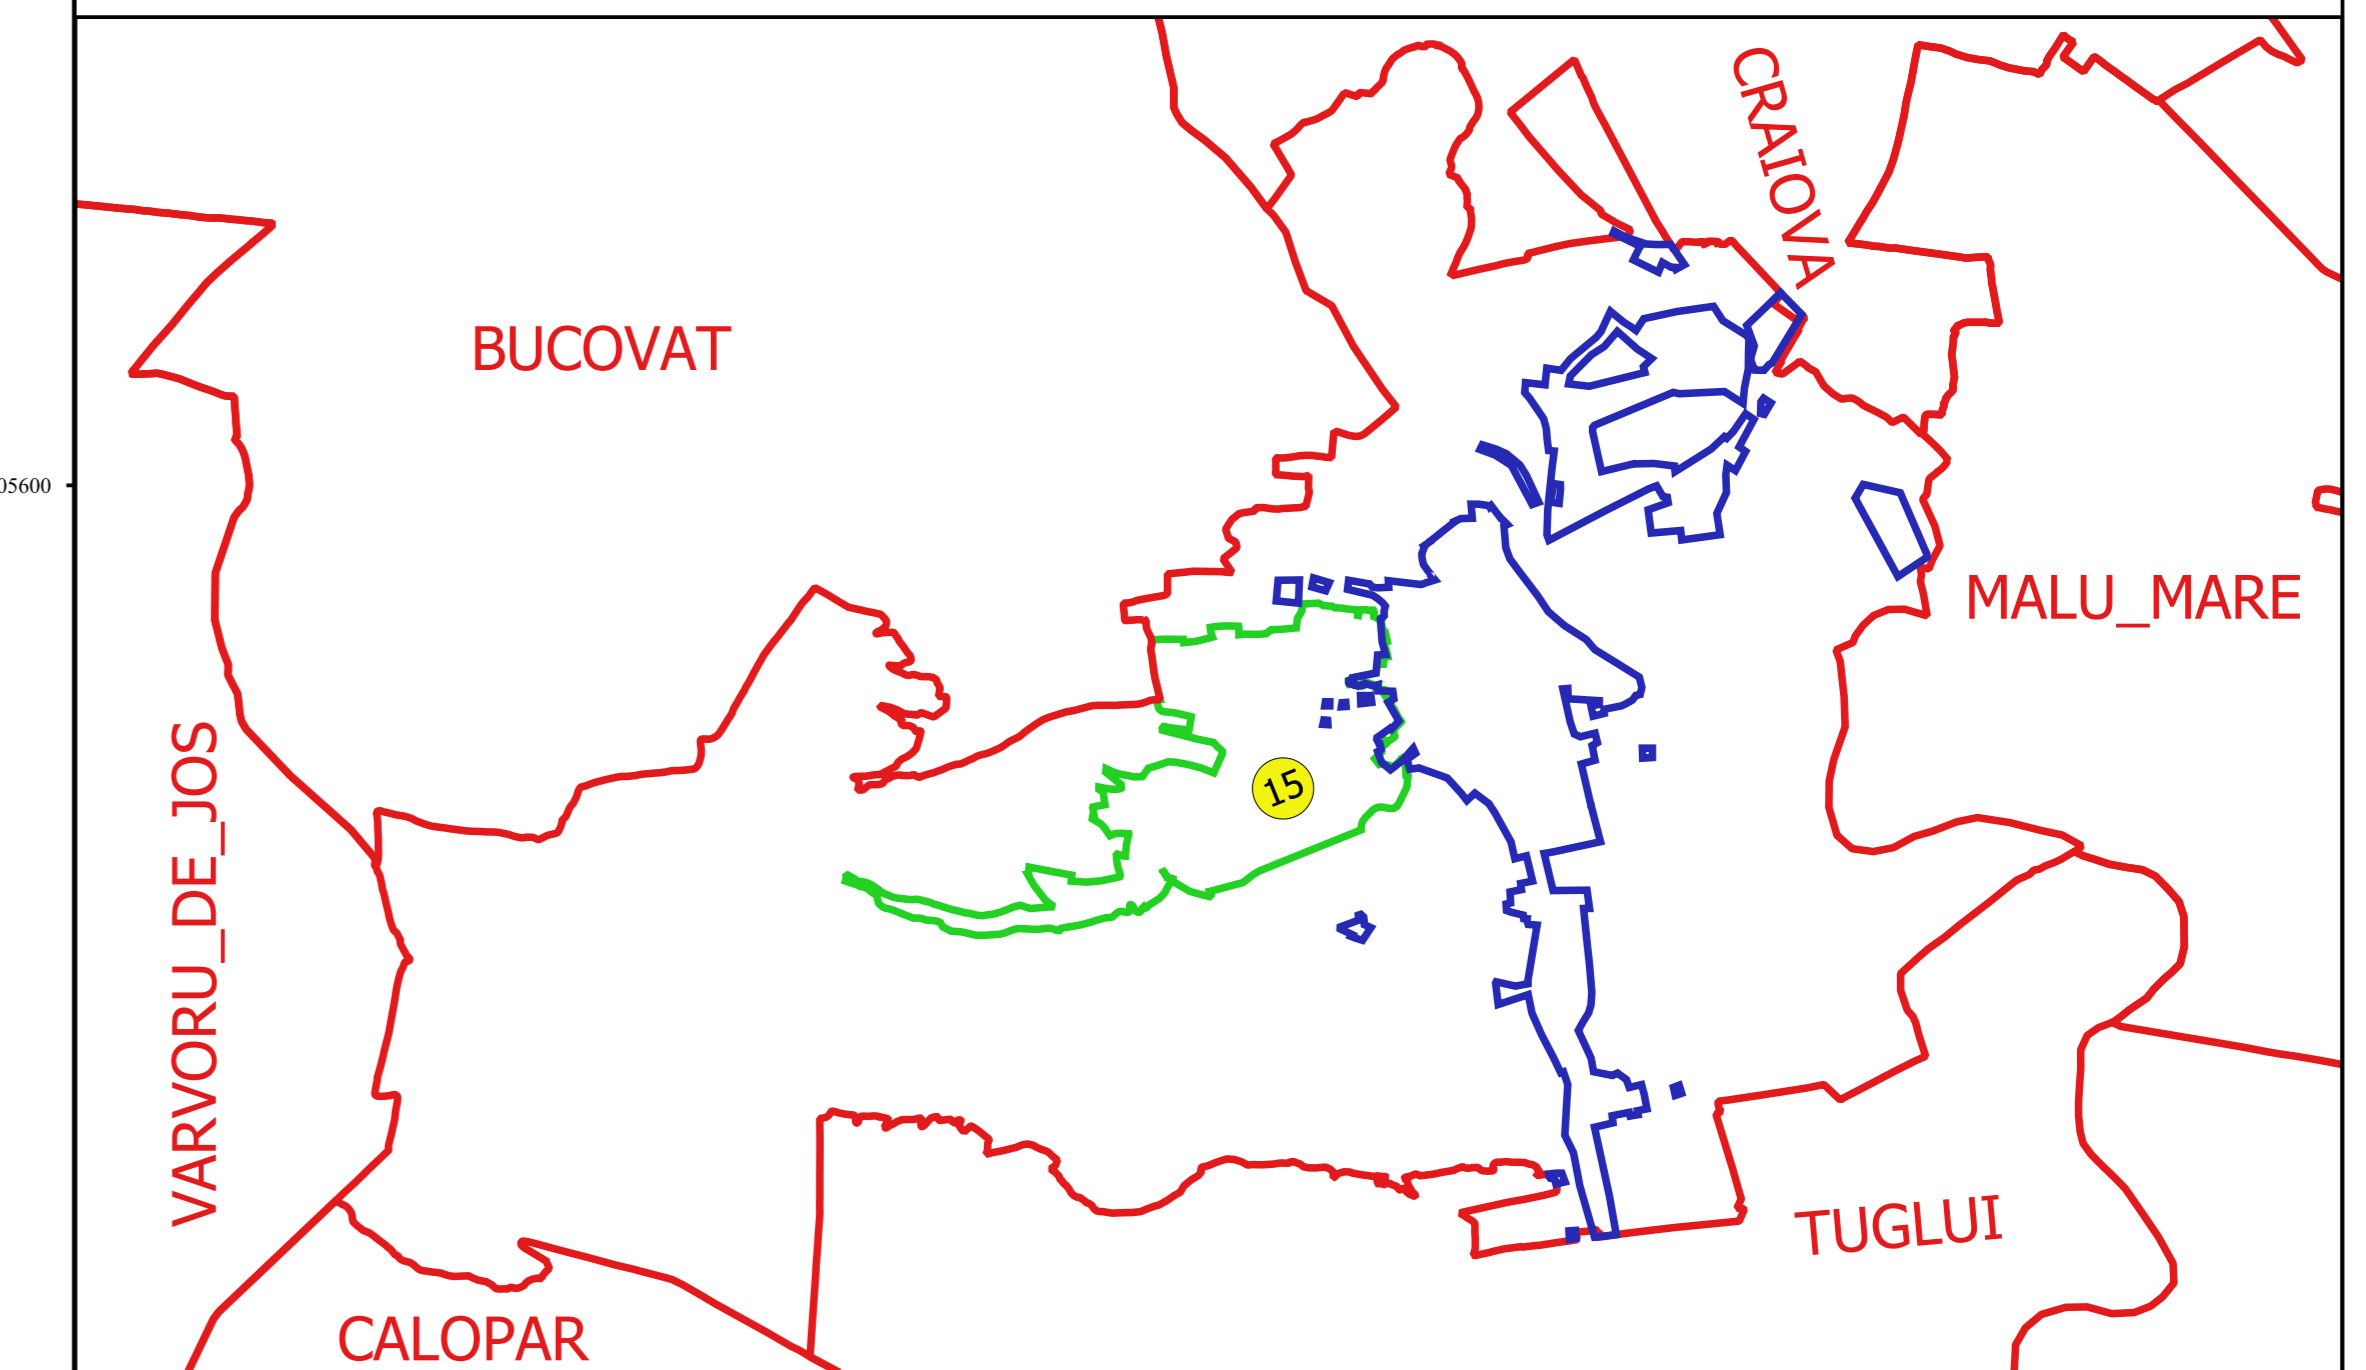 CRAIOVA
BUCOVAT
05600
MALU_MARE
15
VARVORU_DE_JOS
TUGLUI
CALOPAR